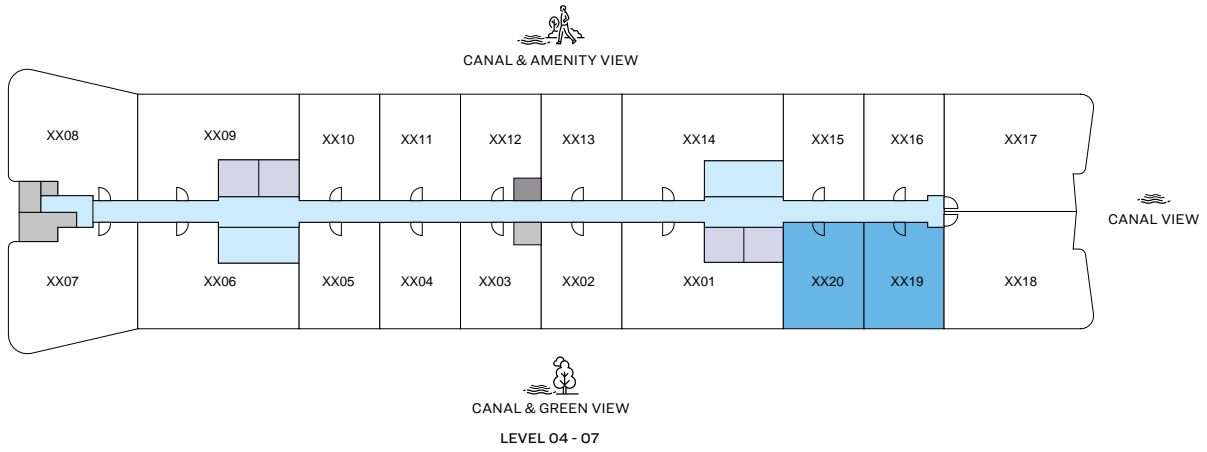 CANAL & AMENITY VIEW
XX08
XX09
XX10
XX11
XX12
XX13
XX14
XX15
XX16
XX17
CANAL VIEW
XX07
XX06
XX05
XX04
XX03
XX02
XX01
XX20
XX19
XX18
CANAL & GREEN VIEW
LEVEL 04 - 07